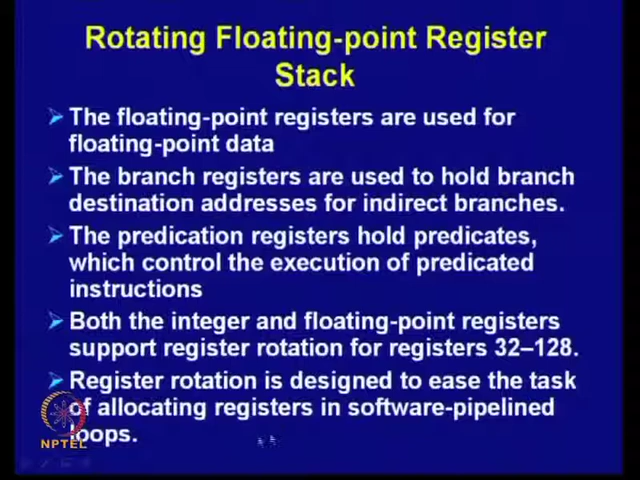 Rotating Floating-point Register
Stack
The floating-point registers are used for
floating-point data
The branch registers are used to hold branch
destination addresses for indirect branches.
The predication registers hold predicates,
which control the execution of predicated
instructions
Both the integer and floating-point registers
support register rotation for registers 32–128.
Register rotation is designed to ease the task
of allocating registers in software-pipelined
loops.
NPTEL